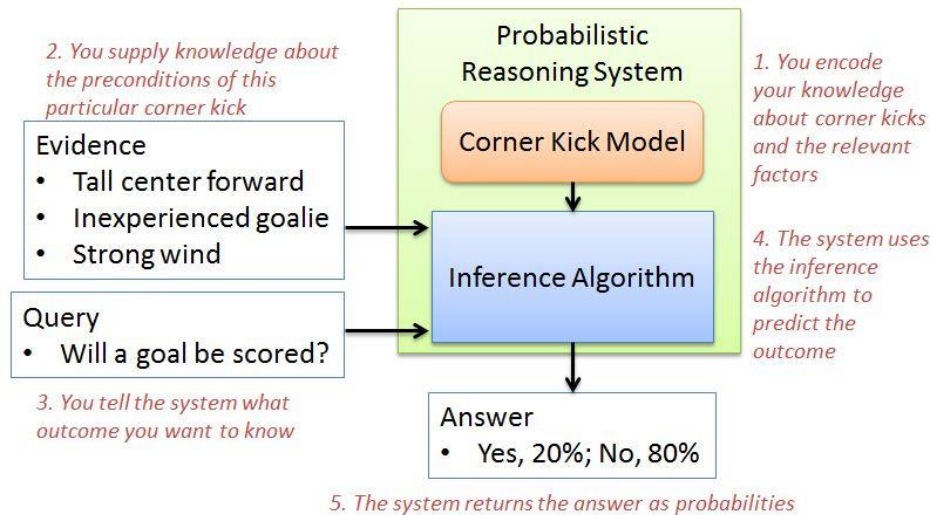 2. You supply knowledge about
the preconditions of this
particular corner kick
Evidence
• Tall center forward
• Inexperienced goalie
• Strong wind
Query
• Will a goal be scored?
3. You tell the system what
outcome you want to know
Probabilistic
Reasoning System
Corner Kick Model
Inference Algorithm
1. You encode
your knowledge
about corner kicks
and the relevant
factors
4. The system uses
the inference
algorithm to
predict the
outcome
Answer
• Yes, 20%; No, 80%
5. The system returns the answer as probabilities